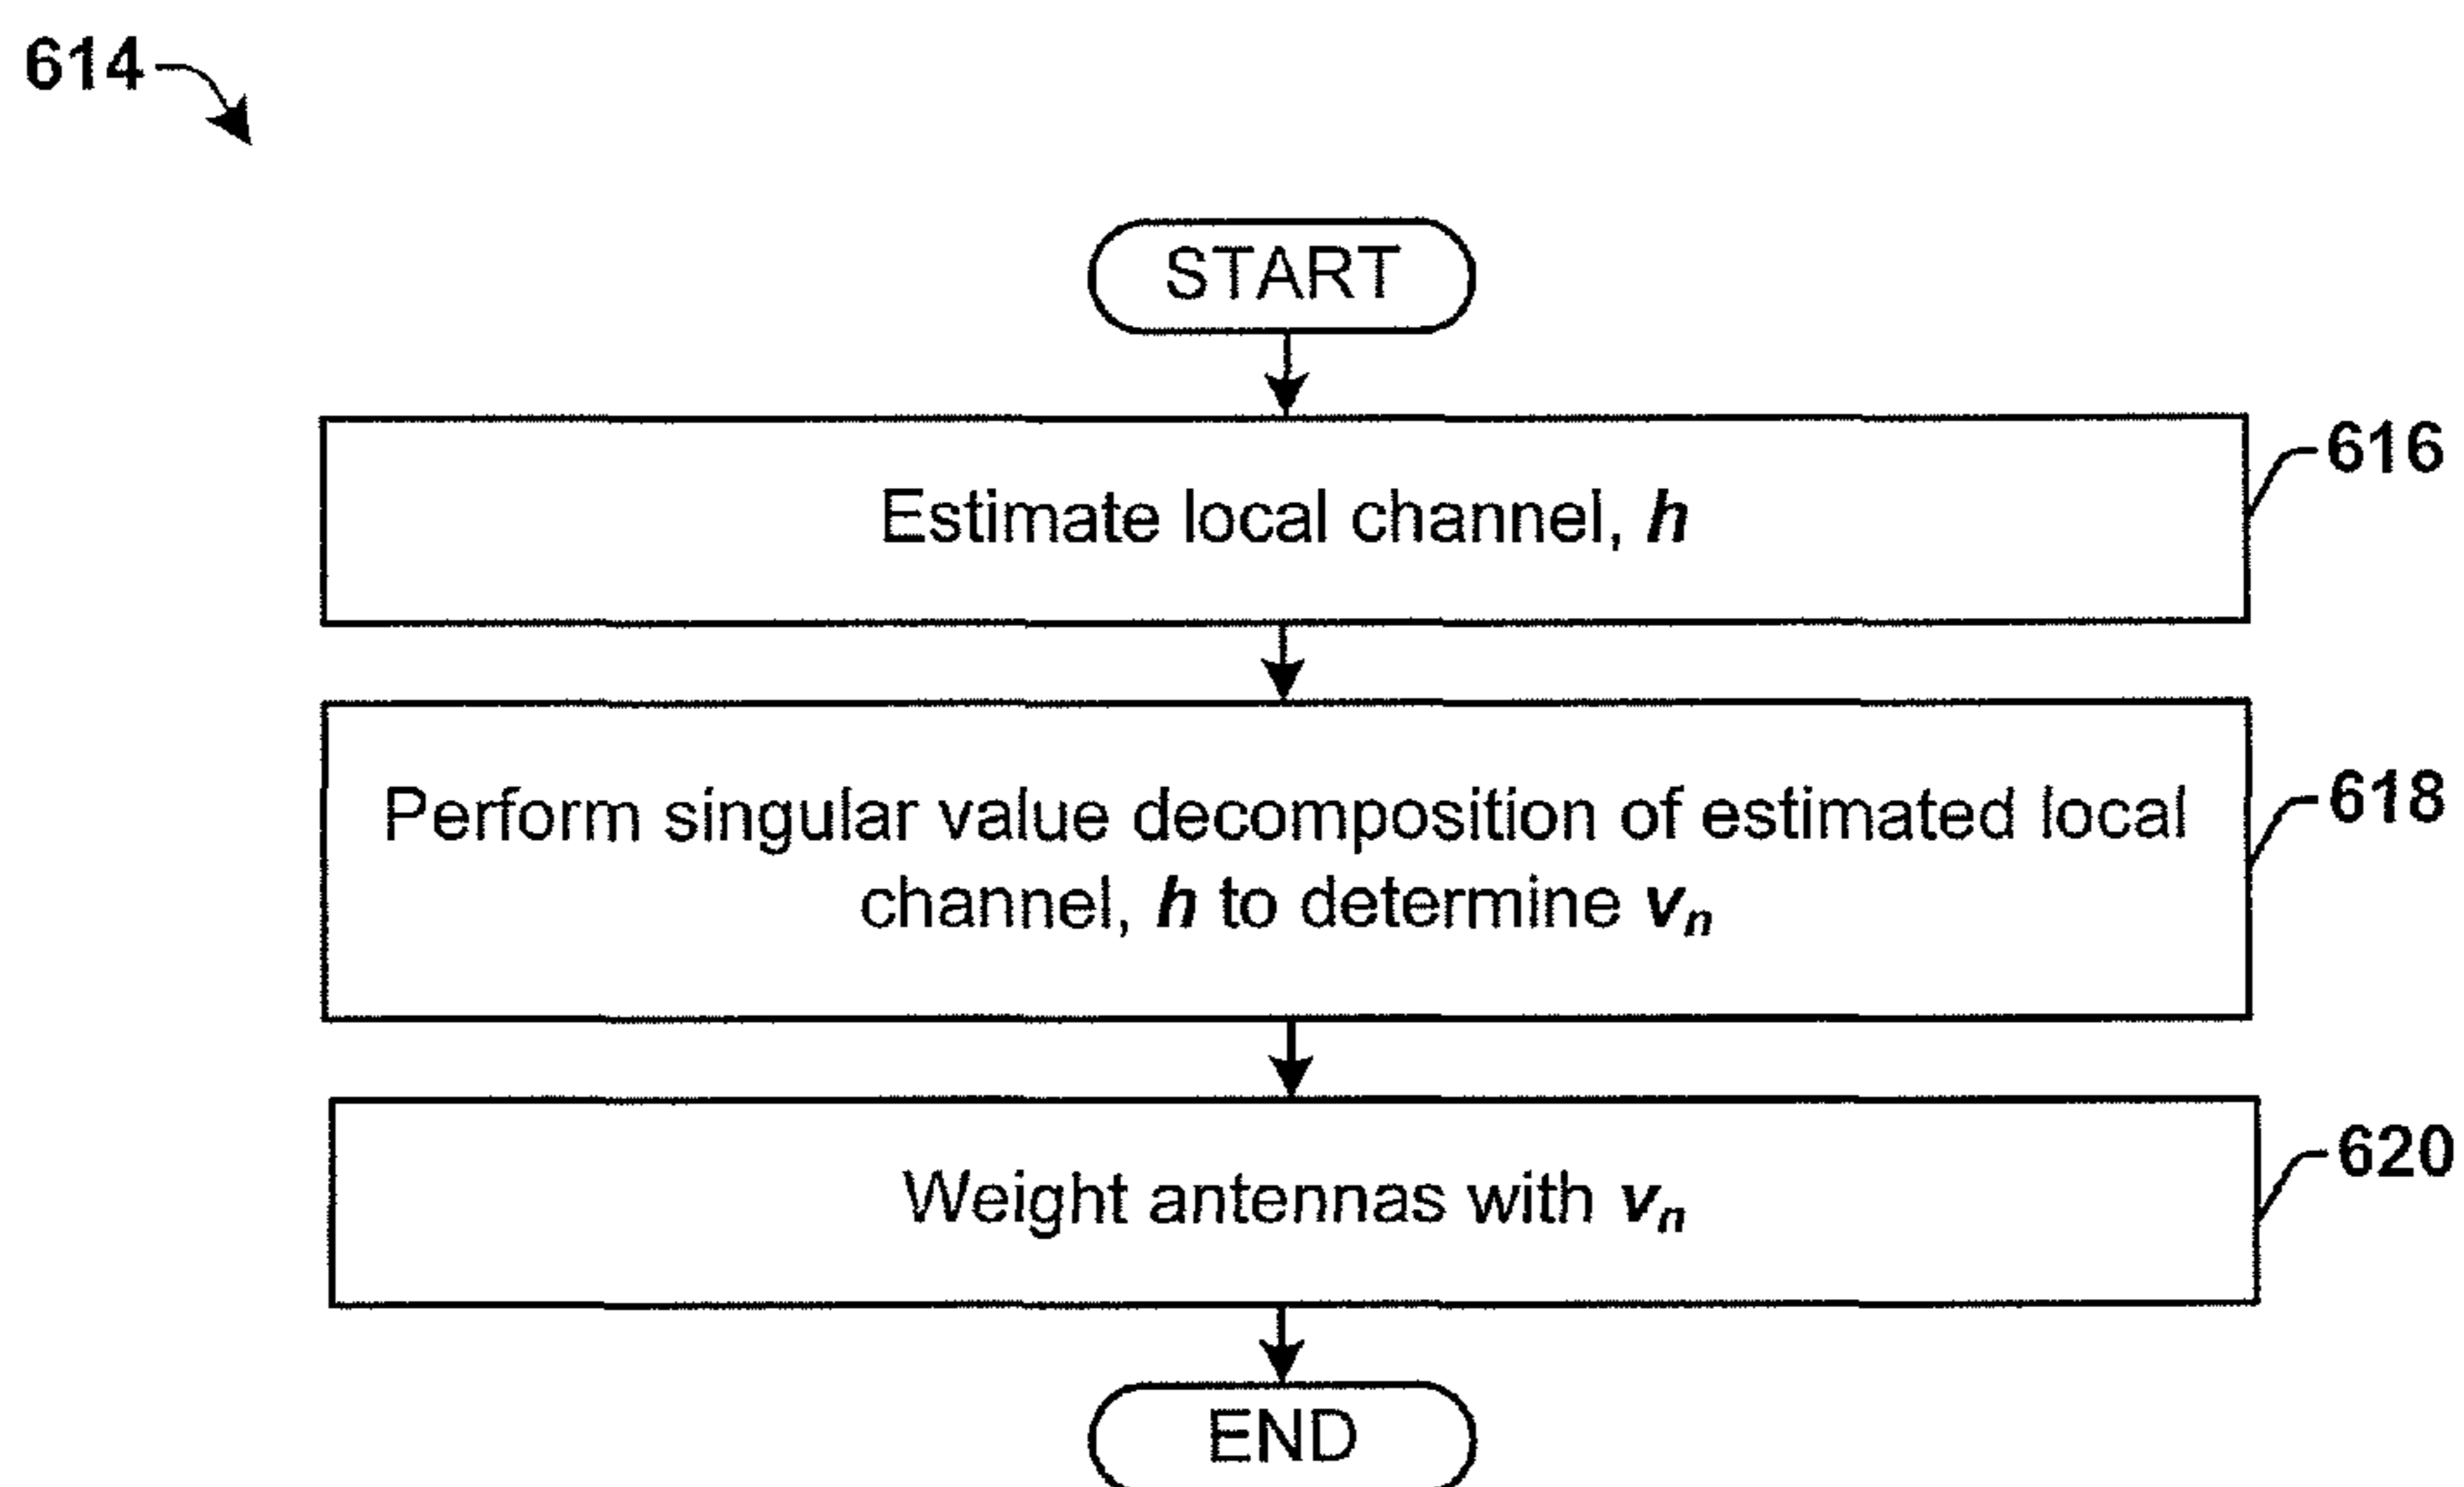 614
START
Estimate local channel, h
616
Perform singular value decomposition of estimated local
channel, h to determine vn
618
Weight antennas with vn
620
END